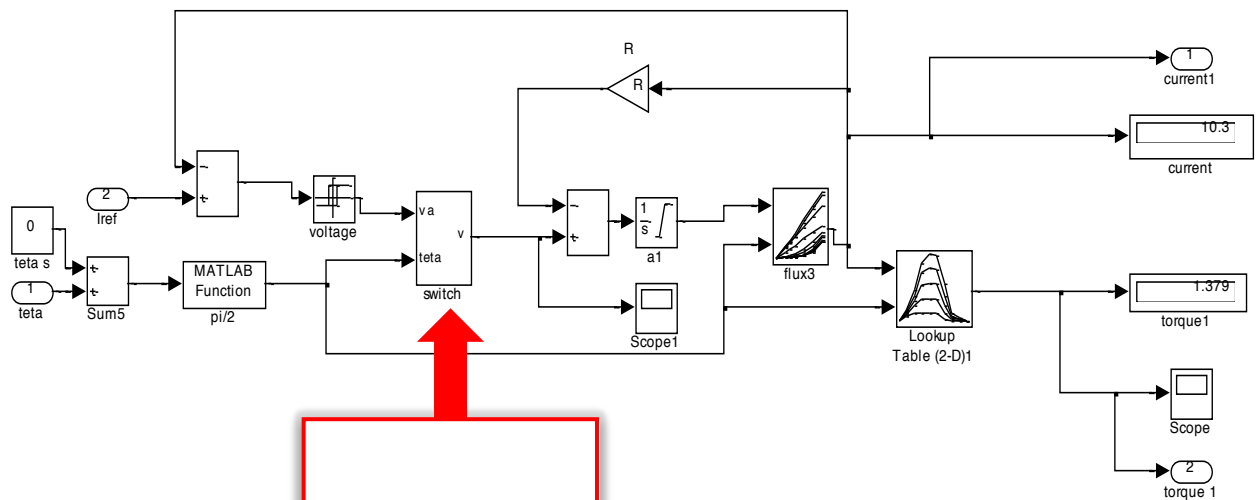 R
R
1
current1
10.3
current
2
Iref
−
+
voltage
va
teta
v
switch
−
+
1
s
a1
flux3
0
teta s
1
teta
+
+
Sum5
MATLAB
Function
pi/2
Scope1
Lookup
Table (2-D)1
1.379
torque1
Scope
2
torque 1